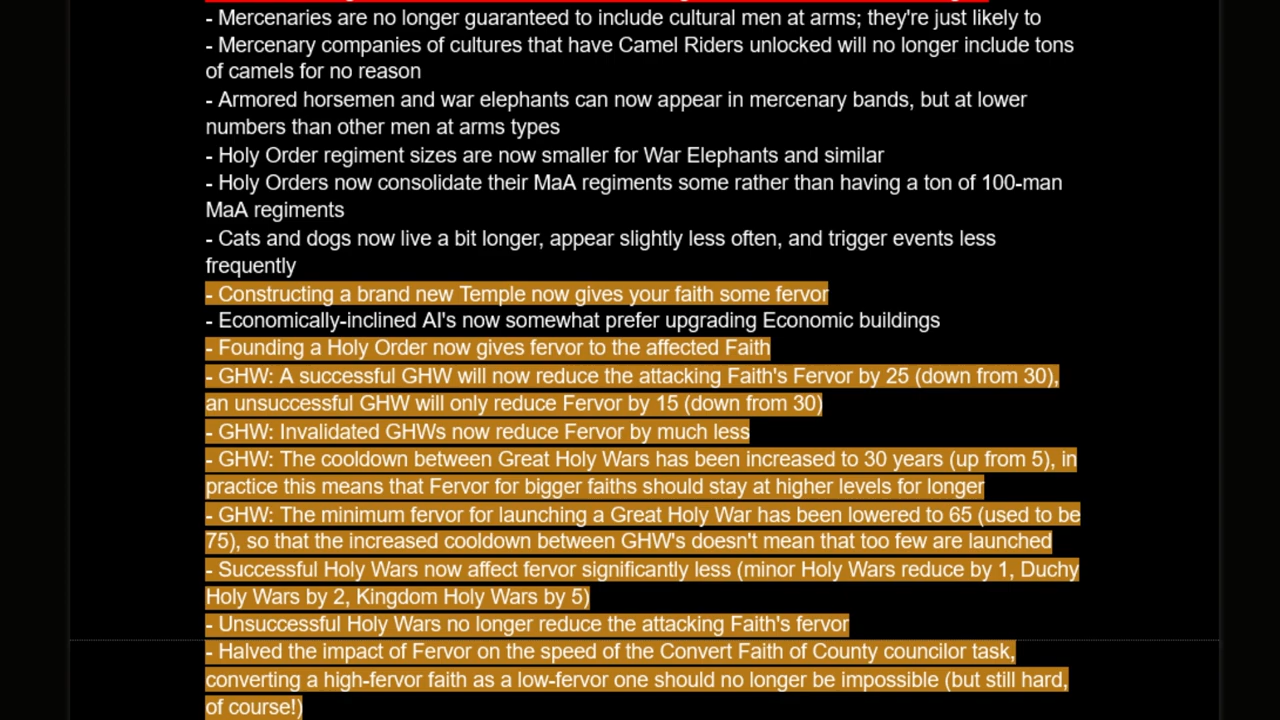 - Mercenaries are no longer guaranteed to include cultural men at arms; they're just likely to
- Mercenary companies of cultures that have Camel Riders unlocked will no longer include tons
of camels for no reason
- Armored horsemen and war elephants can now appear in mercenary bands, but at lower
numbers than other men at arms types
- Holy Order regiment sizes are now smaller for War Elephants and similar
- Holy Orders now consolidate their MaA regiments some rather than having a ton of 100-man
MaA regiments
- Cats and dogs now live a bit longer, appear slightly less often, and trigger events less
frequently
- Constructing a brand new Temple now gives your faith some fervor
- Economically-inclined AI's now somewhat prefer upgrading Economic buildings
- Founding a Holy Order now gives fervor to the affected Faith
- GHW: A successful GHW will now reduce the attacking Faith's Fervor by 25 (down from 30),
an unsuccessful GHW will only reduce Fervor by 15 (down from 30)
- GHW: Invalidated GHWs now reduce Fervor by much less
- GHW: The cooldown between Great Holy Wars has been increased to 30 years (up from 5), in
practice this means that Fervor for bigger faiths should stay at higher levels for longer
- GHW: The minimum fervor for launching a Great Holy War has been lowered to 65 (used to be
75), so that the increased cooldown between GHW's doesn't mean that too few are launched
- Successful Holy Wars now affect fervor significantly less (minor Holy Wars reduce by 1, Duchy
Holy Wars by 2, Kingdom Holy Wars by 5)
- Unsuccessful Holy Wars no longer reduce the attacking Faith's fervor
- Halved the impact of Fervor on the speed of the Convert Faith of County councilor task,
converting a high-fervor faith as a low-fervor one should no longer be impossible (but still hard,
of course!)